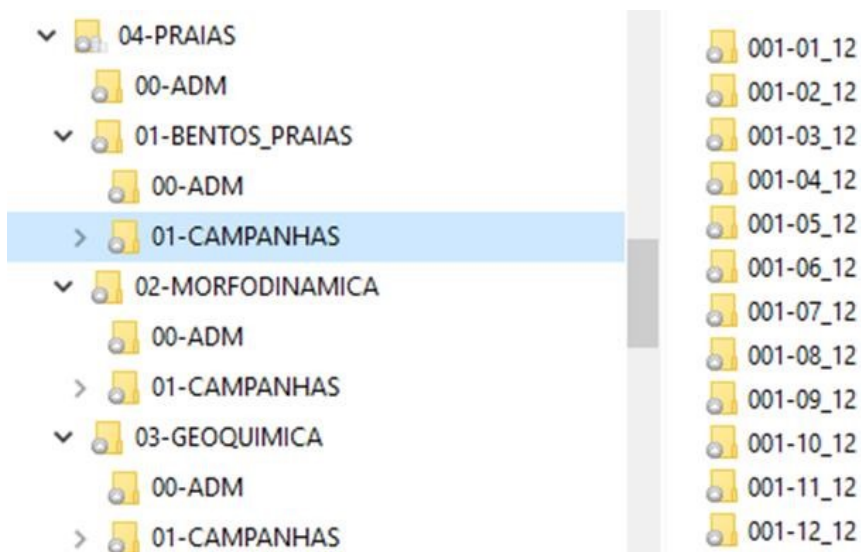 04-PRAIAS
00-ADM
01-BENTOS_PRAIAS
00-ADM
01-CAMPANHAS
02-MORFODINAMICA
00-ADM
01-CAMPANHAS
03-GEOQUIMICA
00-ADM
01-CAMPANHAS
001-01_12
001-02_12
001-03_12
001-04_12
001-05_12
001-06_12
001-07_12
001-08_12
001-09_12
001-10_12
001-11_12
001-12_12